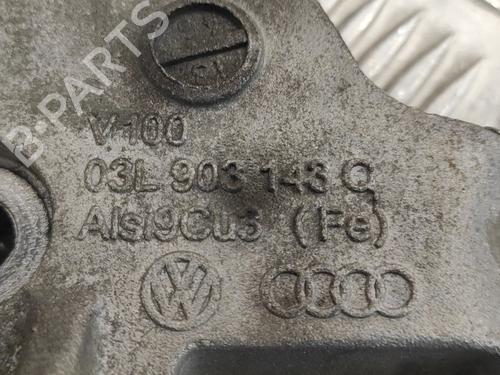 B-PARTS
V100
03L 903 143 Q
AlSi9Cu3 (Fe)